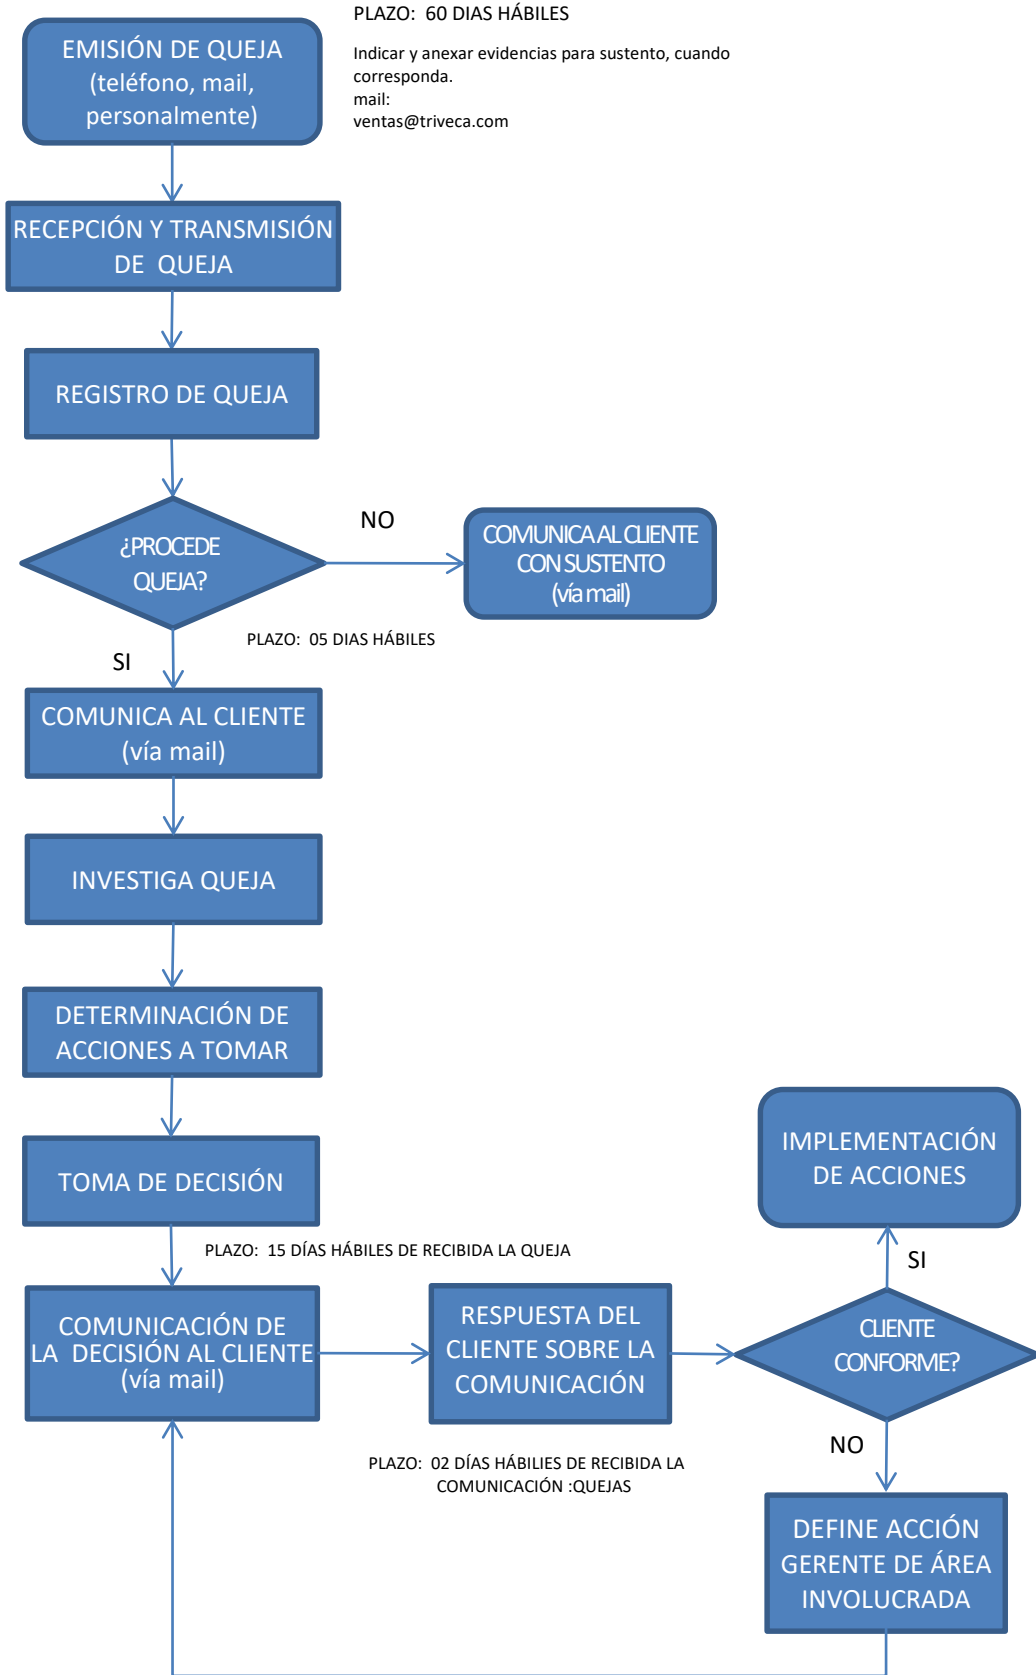 PLAZO: 60 DIAS HÁBILES
EMISIÓN DE QUEJA
(teléfono, mail,
personalmente)
Indicar y anexar evidencias para sustento, cuando
corresponda.
mail:
ventas@triveca.com
RECEPCIÓN Y TRANSMISIÓN
DE QUEJA
REGISTRO DE QUEJA
¿PROCEDE
QUEJA?
NO
COMUNICA AL CLIENTE
CON SUSTENTO
(vía mail)
PLAZO: 05 DIAS HÁBILES
SI
COMUNICA AL CLIENTE
(vía mail)
INVESTIGA QUEJA
DETERMINACIÓN DE
ACCIONES A TOMAR
TOMA DE DECISIÓN
PLAZO: 15 DÍAS HÁBILES DE RECIBIDA LA QUEJA
COMUNICACIÓN DE
LA DECISIÓN AL CLIENTE
(vía mail)
RESPUESTA DEL
CLIENTE SOBRE LA
COMUNICACIÓN
PLAZO: 02 DÍAS HÁBILIES DE RECIBIDA LA
COMUNICACIÓN :QUEJAS
CLIENTE
CONFORME?
SI
IMPLEMENTACIÓN
DE ACCIONES
NO
DEFINE ACCIÓN
GERENTE DE ÁREA
INVOLUCRADA